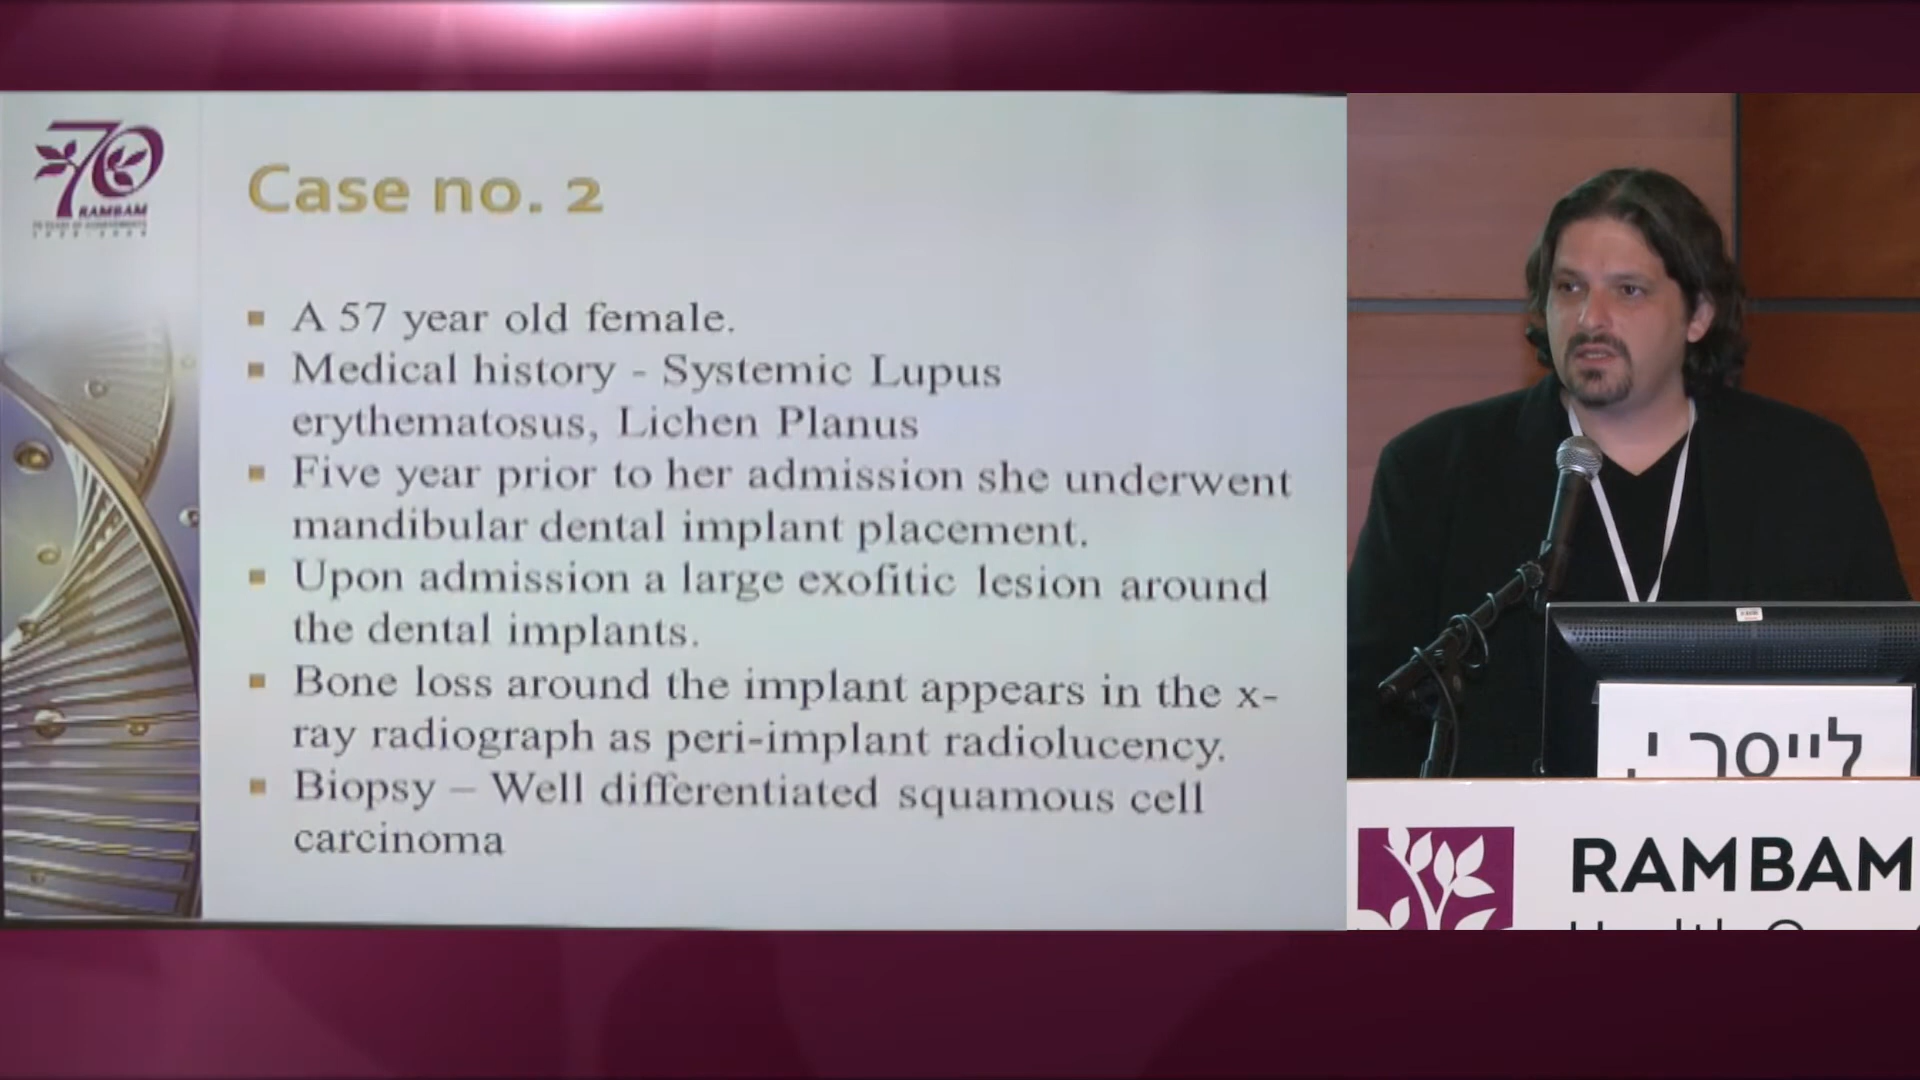 70
RAMBAM
Case no. 2
▪ A 57 year old female.
▪ Medical history - Systemic Lupus
erythematosus, Lichen Planus
▪ Five year prior to her admission she underwent
mandibular dental implant placement.
▪ Upon admission a large exofitic lesion around
the dental implants.
▪ Bone loss around the implant appears in the x-
ray radiograph as peri-implant radiolucency.
▪ Biopsy – Well differentiated squamous cell
carcinoma
לייסר י.
RAMBAM